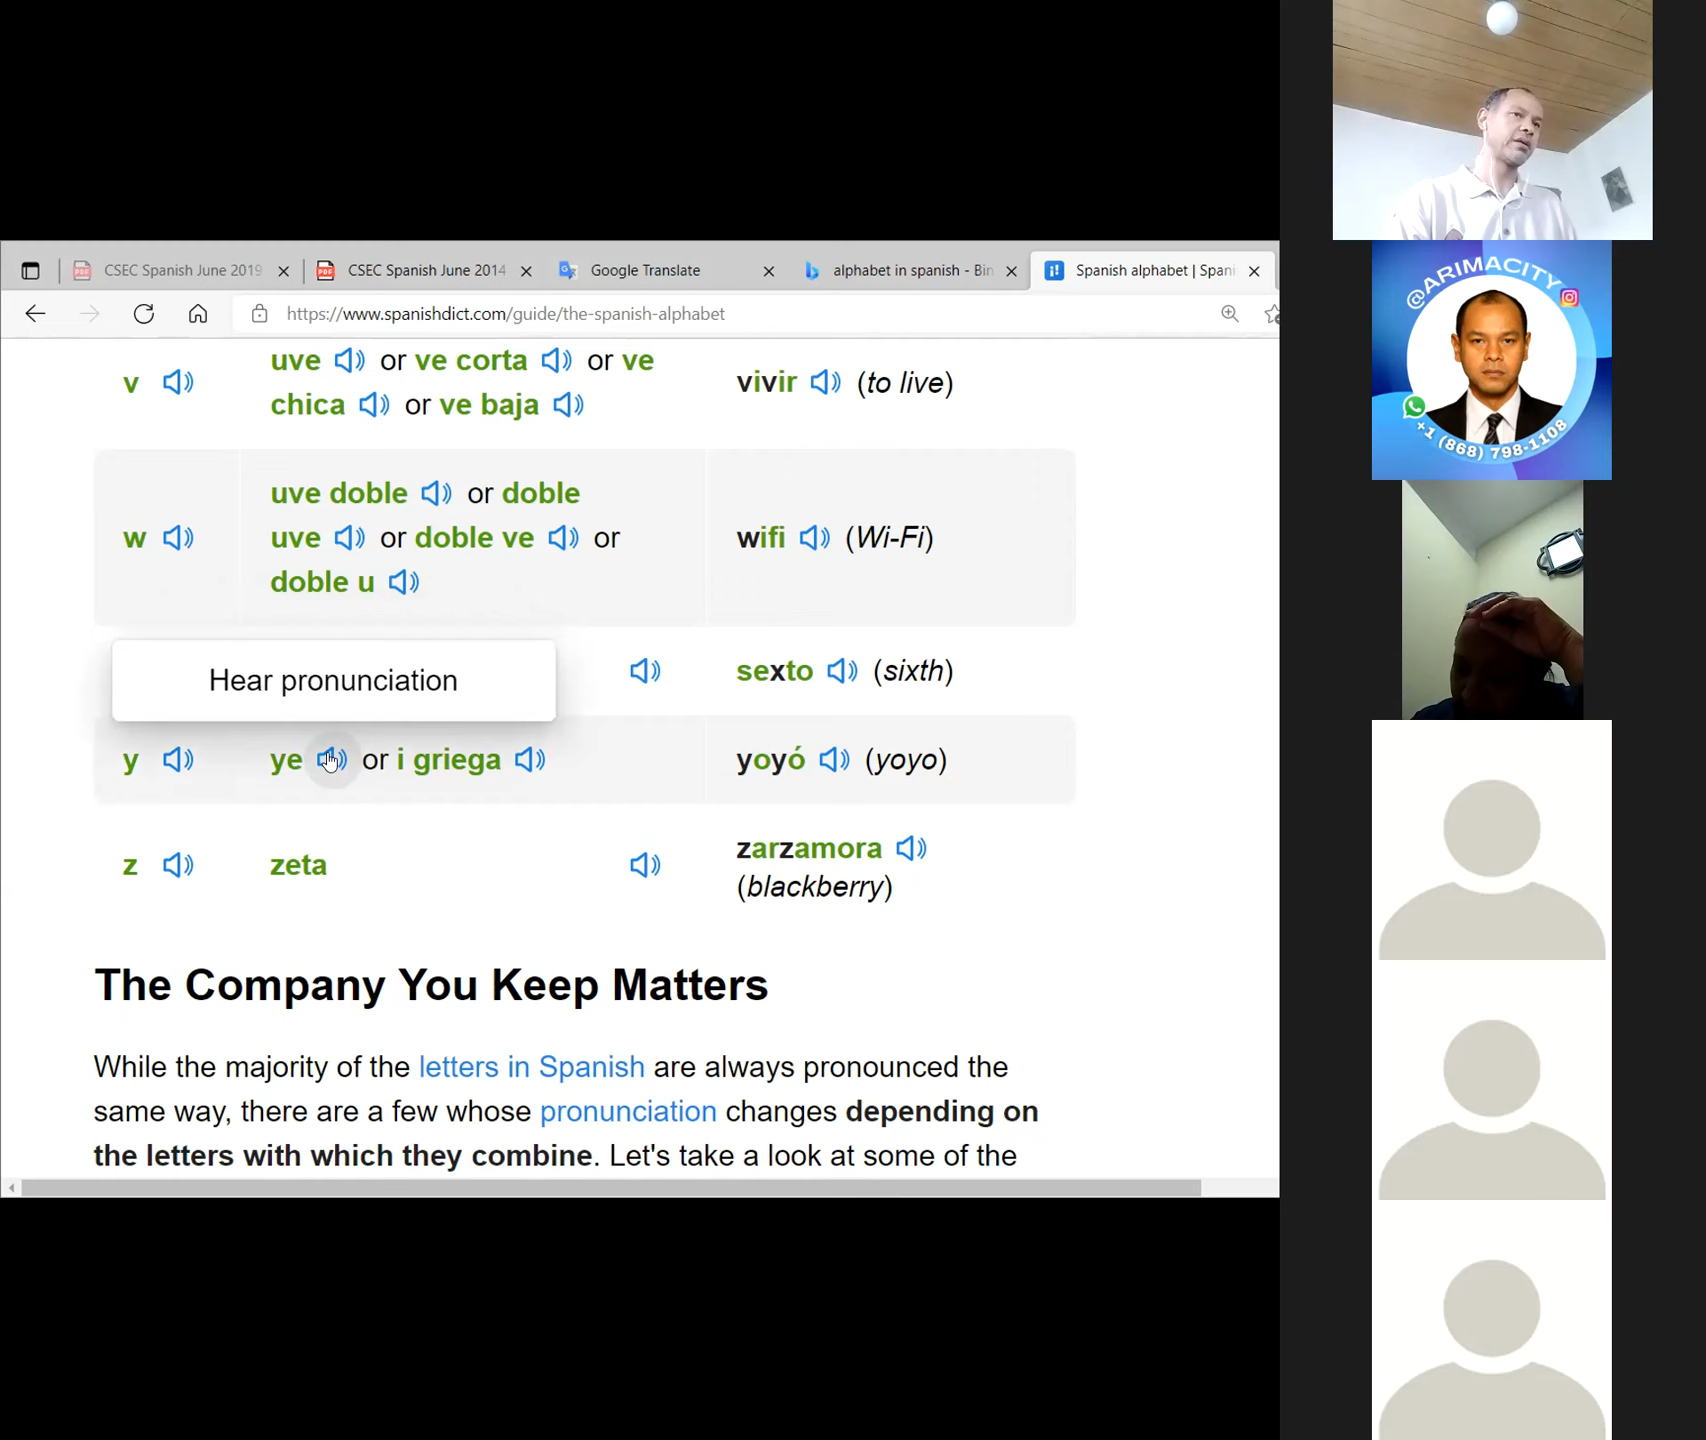 CSEC Spanish June 2019
CSEC Spanish June 2014
Google Translate
alphabet in spanish - Bin
Spanish alphabet | Spani
https://www.spanishdict.com/guide/the-spanish-alphabet
v
uve or ve corta or ve
chica or ve baja
vivir (to live)
w
uve doble or doble
uve or doble ve or
doble u
wifi (Wi-Fi)
Hear pronunciation
sexto (sixth)
y
ye or i griega
yoyó (yoyo)
z
zeta
zarzamora
(blackberry)
The Company You Keep Matters
While the majority of the letters in Spanish are always pronounced the
same way, there are a few whose pronunciation changes depending on
the letters with which they combine. Let's take a look at some of the
@ARIMACITY
+1 (868) 798-1108